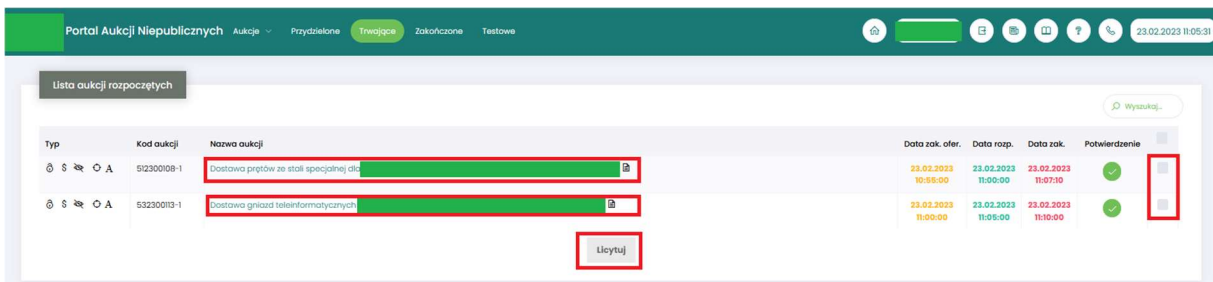 Portal Aukcji Niepublicznych Aukcje Przydzielone Trwające Zakończone Testowe 23.02.2023 11:05:31
Lista aukcji rozpoczętych
Wyszukaj...
Typ Kod aukcji Nazwa aukcji Data zak. ofer. Data rozp. Data zak. Potwierdzenie
$ A 512300108-1 Dostawa prętów ze stali specjalnej dla 23.02.2023 10:55:00 23.02.2023 11:00:00 23.02.2023 11:07:10
$ A 532300113-1 Dostawa gniazd teleinformatycznych 23.02.2023 11:00:00 23.02.2023 11:05:00 23.02.2023 11:10:00
Licytuj